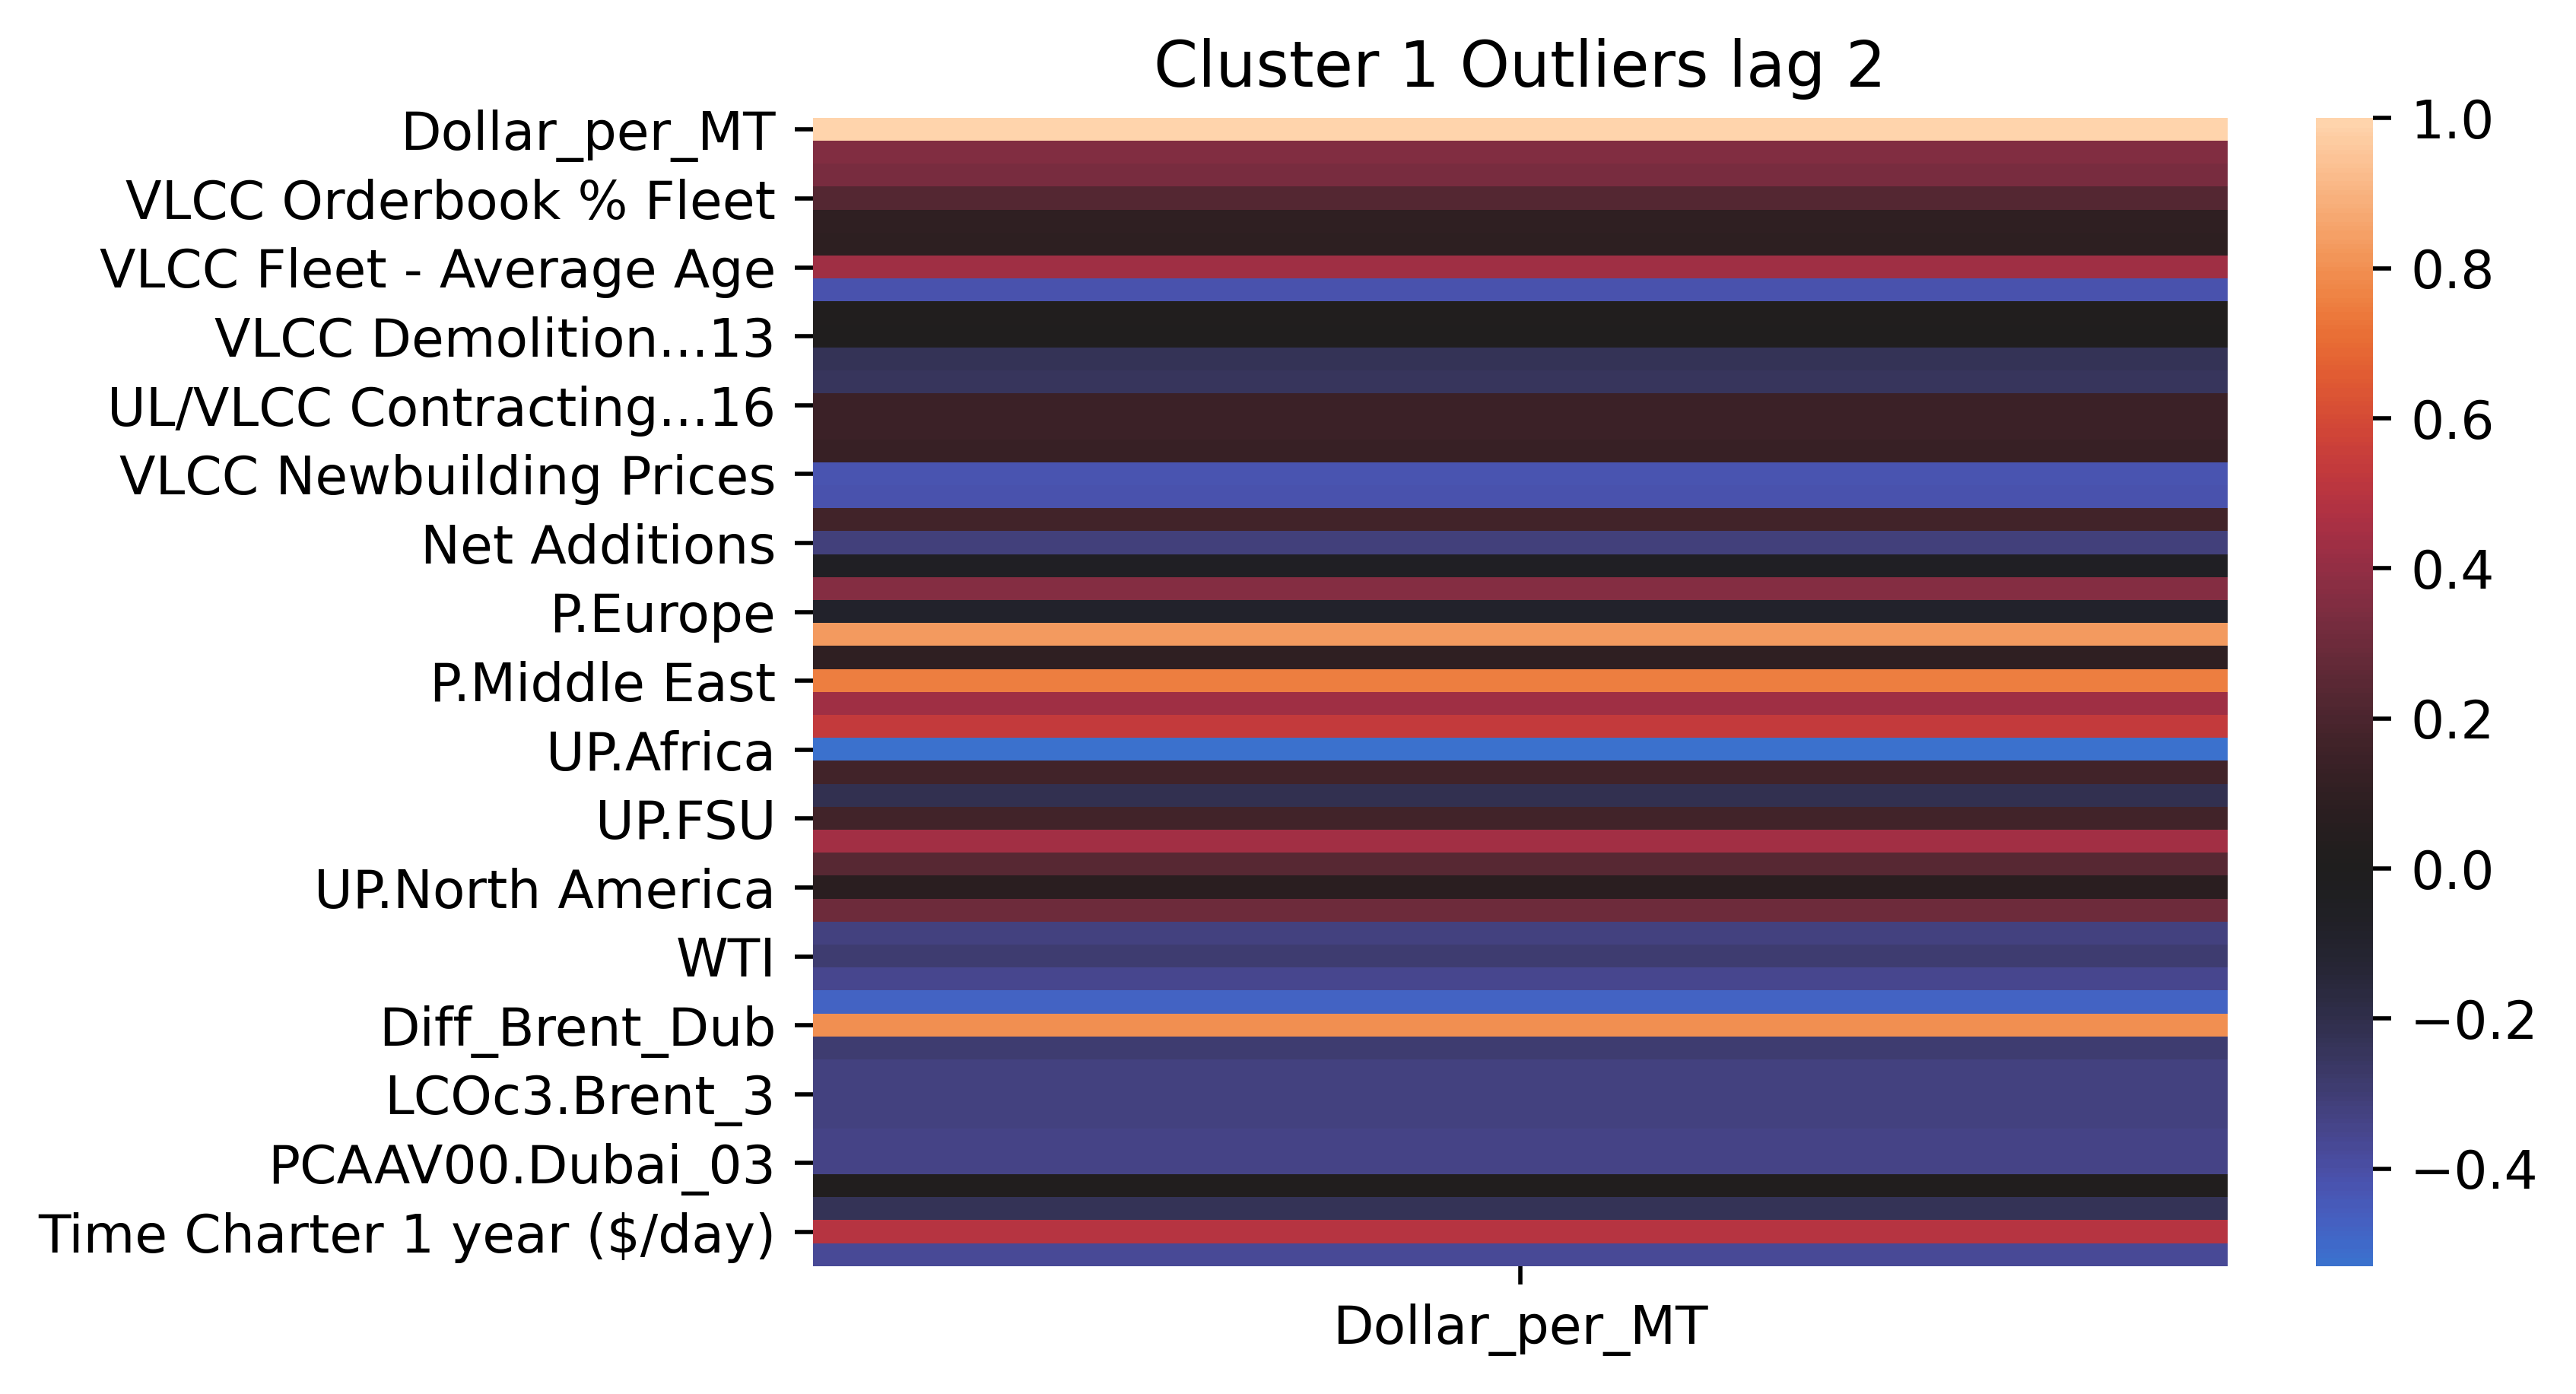 Cluster 1 Outliers lag 2
Dollar_per_MT
VLCC Orderbook % Fleet
VLCC Fleet - Average Age
VLCC Demolition...13
UL/VLCC Contracting...16
VLCC Newbuilding Prices
Net Additions
P.Europe
P.Middle East
UP.Africa
UP.FSU
UP.North America
WTI
Diff_Brent_Dub
LCOc3.Brent_3
PCAAV00.Dubai_03
Time Charter 1 year ($/day)
Dollar_per_MT
1.0
0.8
0.6
0.4
0.2
0.0
−0.2
−0.4